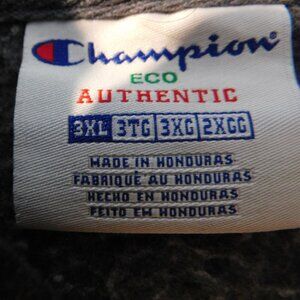 Champion
ECO
AUTHENTIC
3XL 3TG 3XG 2XGG
MADE IN HONDURAS
FABRIQUÉ AU HONDURAS
HECHO EN HONDURAS
FEITO EM HONDURAS